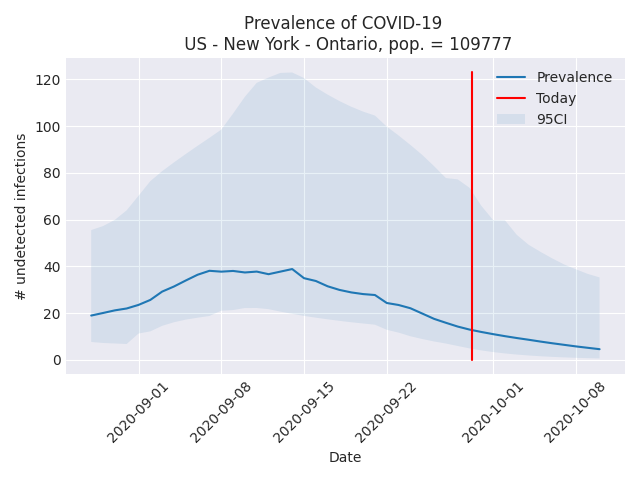 Prevalence of COVID-19
US - New York - Ontario, pop. = 109777
# undetected infections
120
100
80
60
40
20
0
Prevalence
Today
95CI
2020-09-01
2020-09-08
2020-09-15
2020-09-22
2020-10-01
2020-10-08
Date